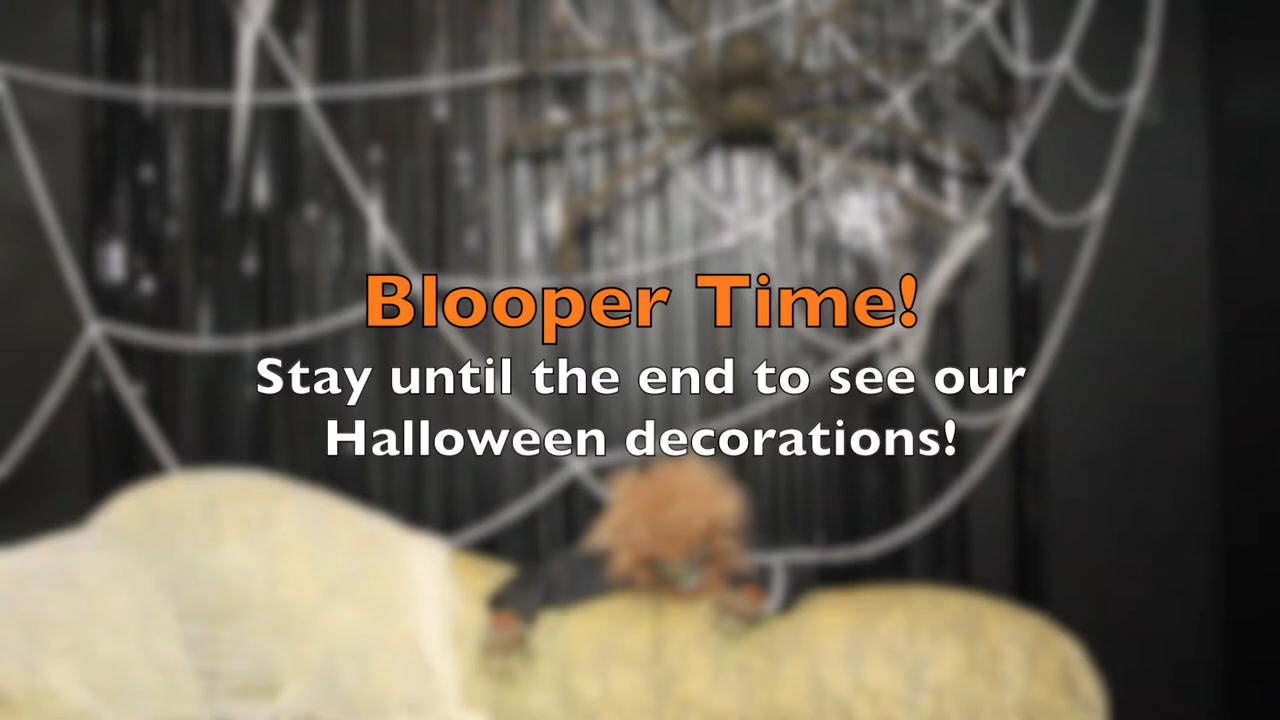 Blooper Time!
Stay until the end to see our
Halloween decorations!